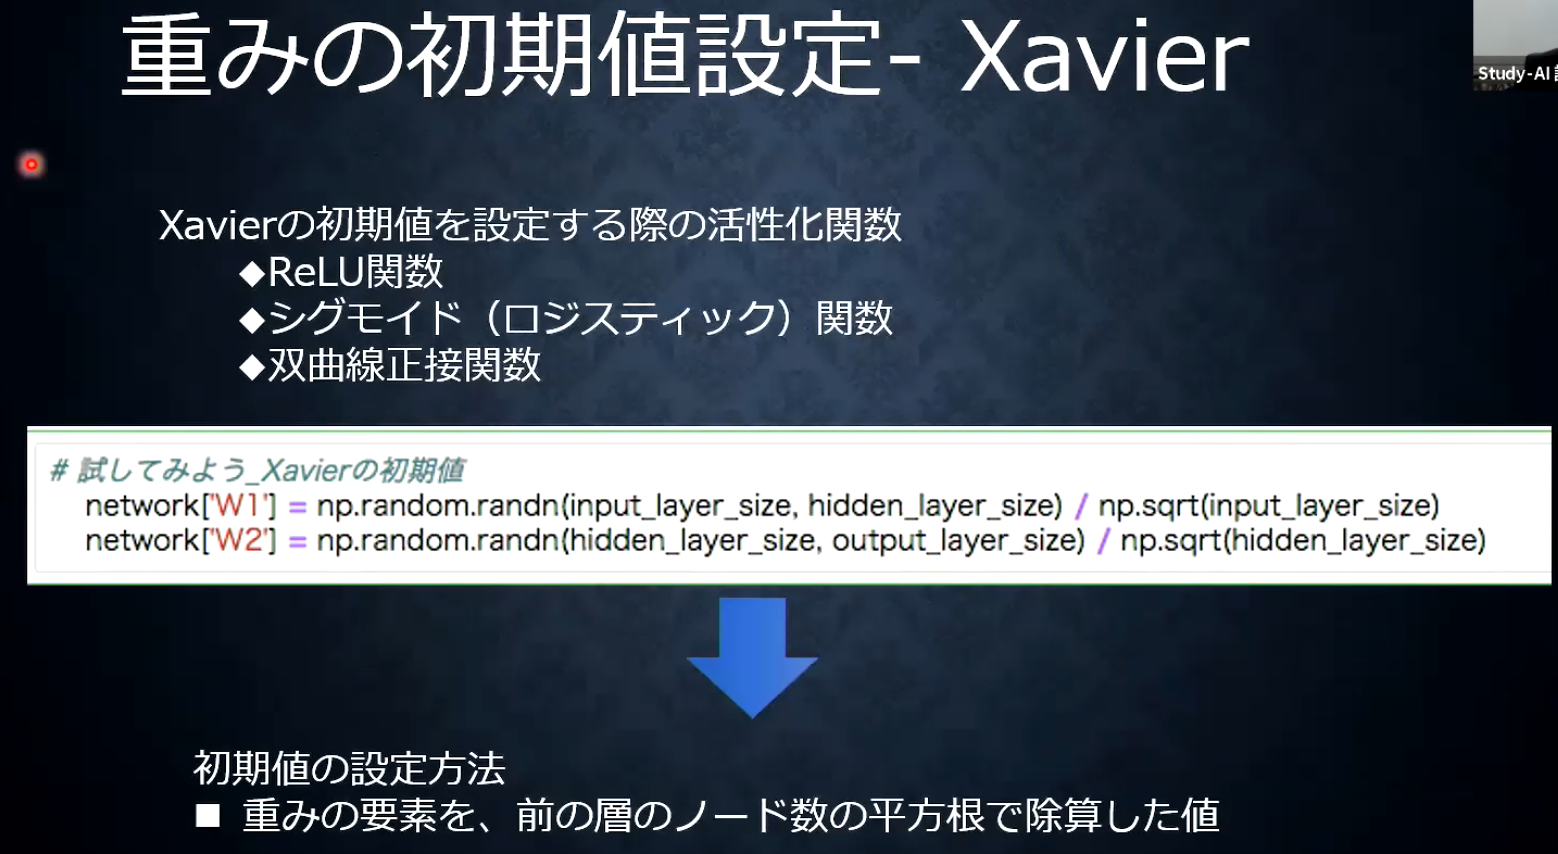 重みの初期値設定- Xavier
Study-AI
Xavierの初期値を設定する際の活性化関数
◆ReLU関数
◆シグモイド（ロジスティック）関数
◆双曲線正接関数
# 試してみよう_Xavierの初期値
network['W1'] = np.random.randn(input_layer_size, hidden_layer_size) / np.sqrt(input_layer_size)
network['W2'] = np.random.randn(hidden_layer_size, output_layer_size) / np.sqrt(hidden_layer_size)
初期値の設定方法
■ 重みの要素を、前の層のノード数の平方根で除算した値